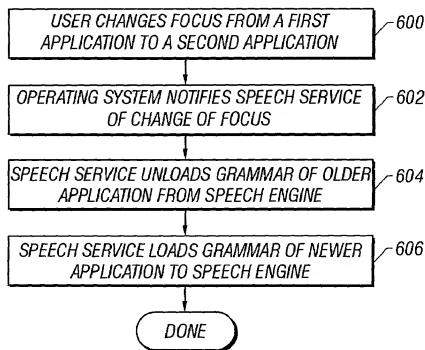 USER CHANGES FOCUS FROM A FIRST
APPLICATION TO A SECOND APPLICATION
600
OPERATING SYSTEM NOTIFIES SPEECH SERVICE
OF CHANGE OF FOCUS
602
SPEECH SERVICE UNLOADS GRAMMAR OF OLDER
APPLICATION FROM SPEECH ENGINE
604
SPEECH SERVICE LOADS GRAMMAR OF NEWER
APPLICATION TO SPEECH ENGINE
606
DONE